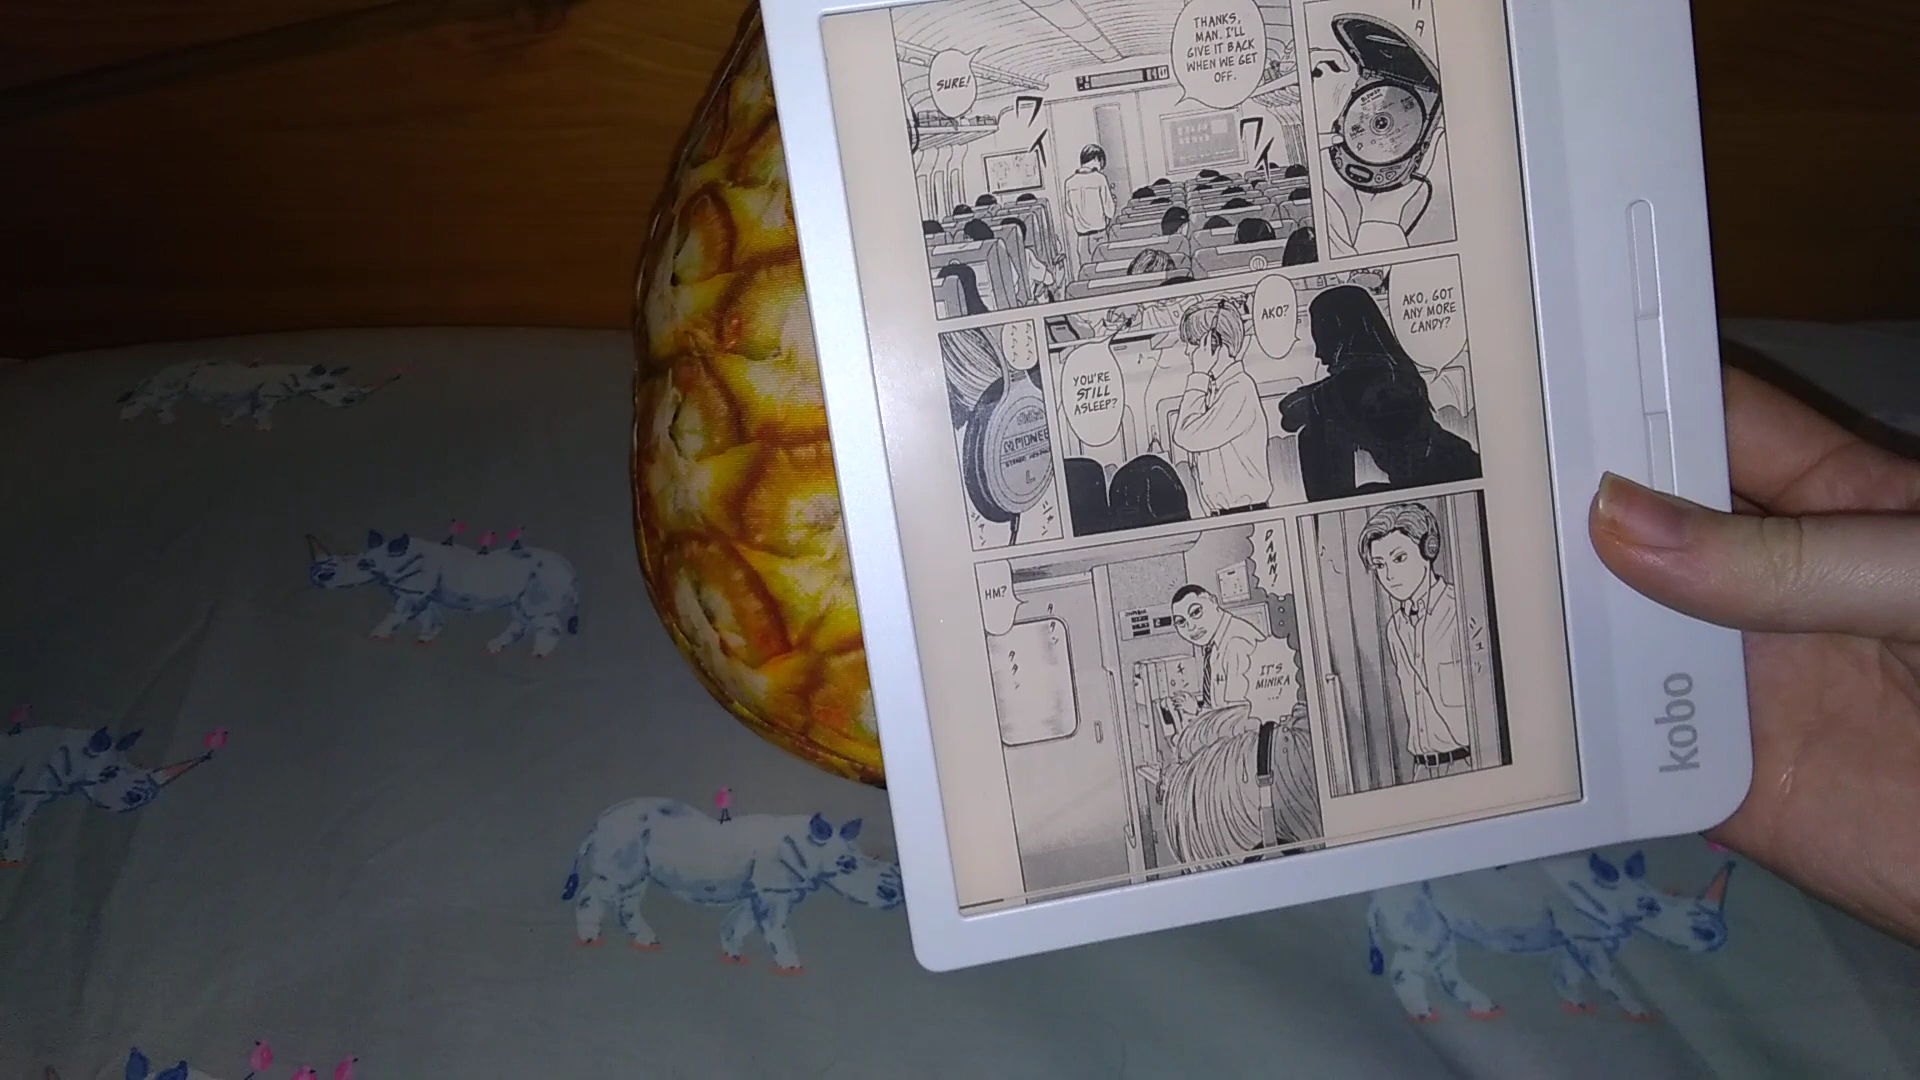 THANKS,
MAN. I'LL
GIVE IT BACK
WHEN WE GET
OFF.
SURE!
AKO, GOT
ANY MORE
CANDY?
AKO?
YOU'RE
STILL
ASLEEP?
PIONEE
L
DAMN!
IT'S
MINIRA
...!
HM?
kobo